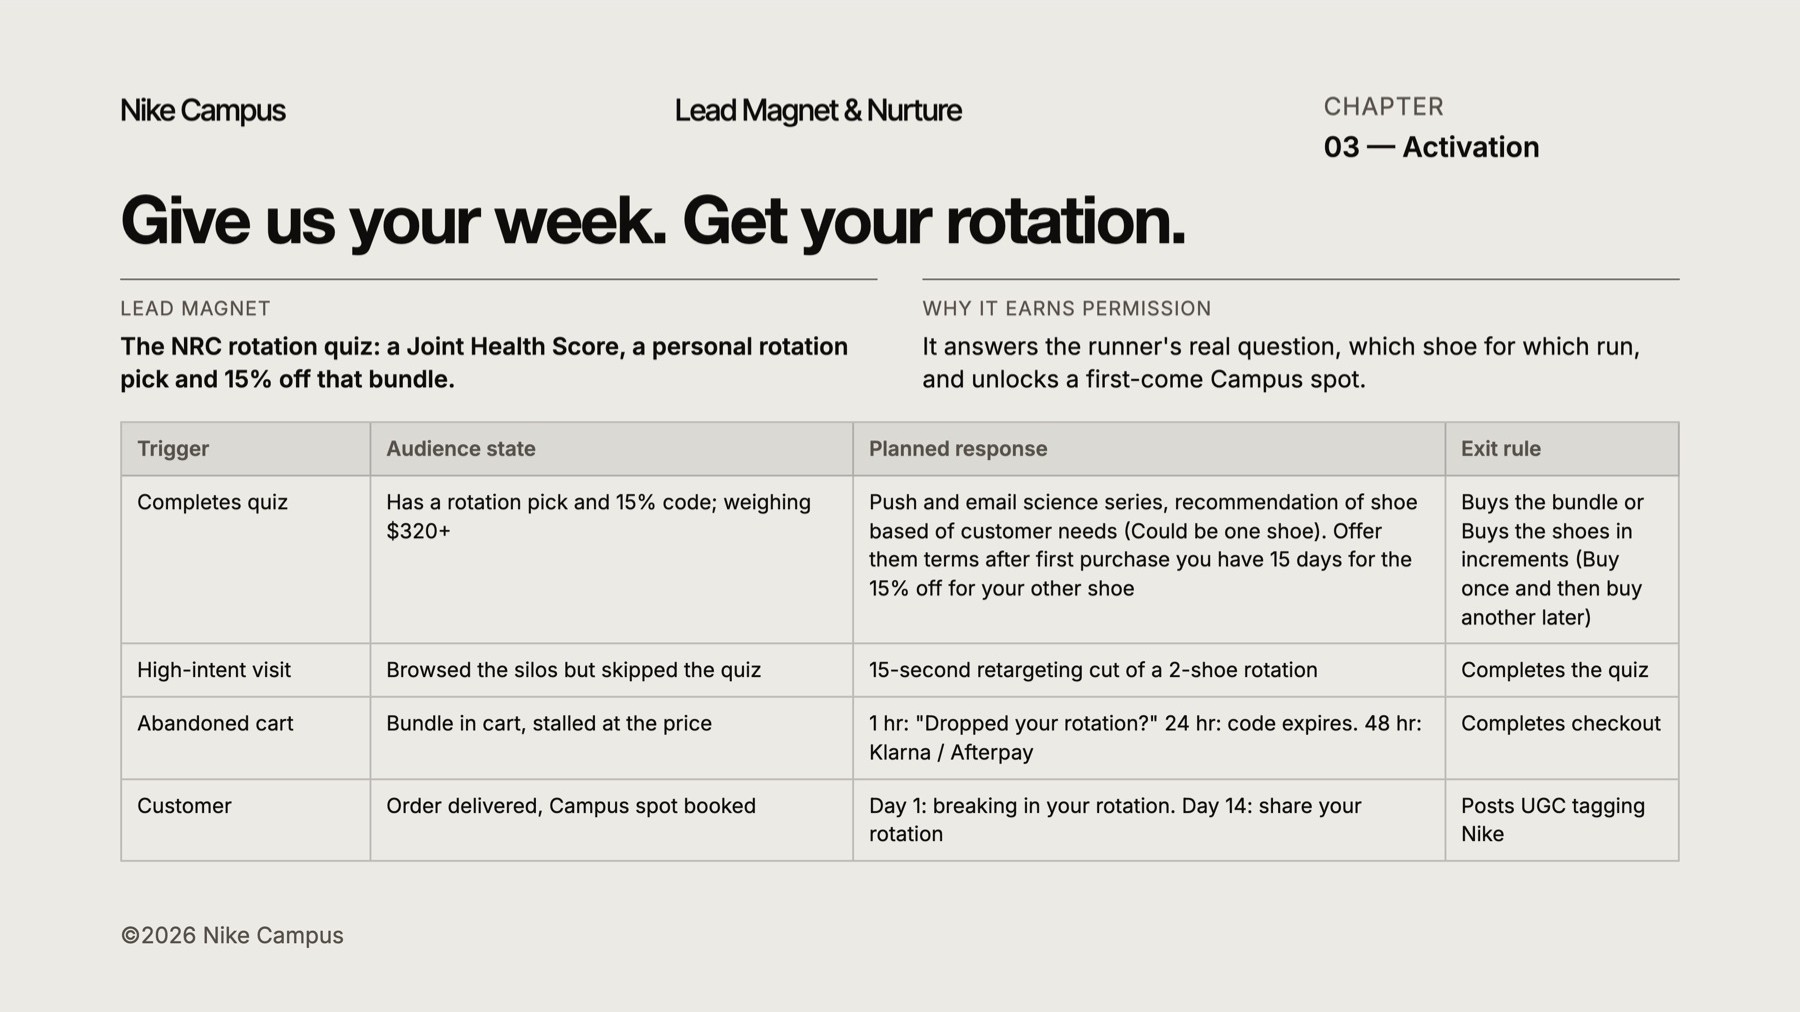 Nike Campus
Lead Magnet & Nurture
CHAPTER
03 — Activation
Give us your week. Get your rotation.
LEAD MAGNET
The NRC rotation quiz: a Joint Health Score, a personal rotation
pick and 15% off that bundle.
WHY IT EARNS PERMISSION
It answers the runner's real question, which shoe for which run,
and unlocks a first-come Campus spot.
Trigger
Audience state
Planned response
Exit rule
Completes quiz
Has a rotation pick and 15% code; weighing
$320+
Push and email science series, recommendation of shoe
based of customer needs (Could be one shoe). Offer
them terms after first purchase you have 15 days for the
15% off for your other shoe
Buys the bundle or
Buys the shoes in
increments (Buy
once and then buy
another later)
High-intent visit
Browsed the silos but skipped the quiz
15-second retargeting cut of a 2-shoe rotation
Completes the quiz
Abandoned cart
Bundle in cart, stalled at the price
1 hr: "Dropped your rotation?" 24 hr: code expires. 48 hr:
Klarna / Afterpay
Completes checkout
Customer
Order delivered, Campus spot booked
Day 1: breaking in your rotation. Day 14: share your
rotation
Posts UGC tagging
Nike
©2026 Nike Campus